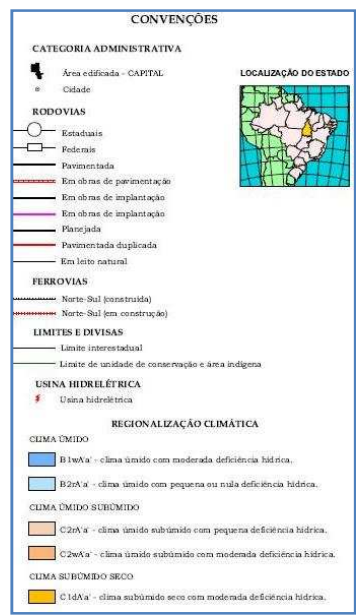 CONVENÇÕES
CATEGORIA ADMINISTRATIVA
Área edificada - CAPITAL
Cidade
LOCALIZAÇÃO DO ESTADO
RODOVIAS
Estaduais
Federais
Pavimentada
Em obras de pavimentação
Em obras de implantação
Em obras de implantação
Planejada
Pavimentada duplicada
Em leito natural
FERROVIAS
Norte-Sul (construída)
Norte-Sul (em construção)
LIMITES E DIVISAS
Limite interestadual
Limite de unidade de conservação e área indígena
USINA HIDRELÉTRICA
Usina hidrelétrica
REGIONALIZAÇÃO CLIMÁTICA
CLIMA ÚMIDO
B1wA'a' - clima úmido com moderada deficiência hídrica.
B2rA'a' - clima úmido com pequena ou nula deficiência hídrica.
CLIMA ÚMIDO SUBÚMIDO
C2rA'a' - clima úmido subúmido com pequena deficiência hídrica.
C2wA'a' - clima úmido subúmido com moderada deficiência hídrica.
CLIMA SUBÚMIDO SECO
C1dA'a' - clima subúmido seco com moderada deficiência hídrica.